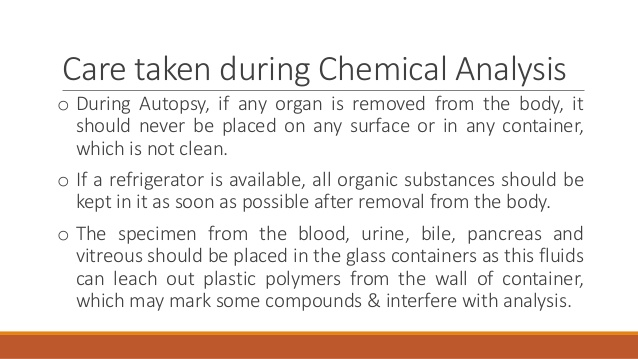 Care taken during Chemical Analysis
o During Autopsy, if any organ is removed from the body, it
should never be placed on any surface or in any container,
which is not clean.
o If a refrigerator is available, all organic substances should be
kept in it as soon as possible after removal from the body.
o The specimen from the blood, urine, bile, pancreas and
vitreous should be placed in the glass containers as this fluids
can leach out plastic polymers from the wall of container,
which may mark some compounds & interfere with analysis.